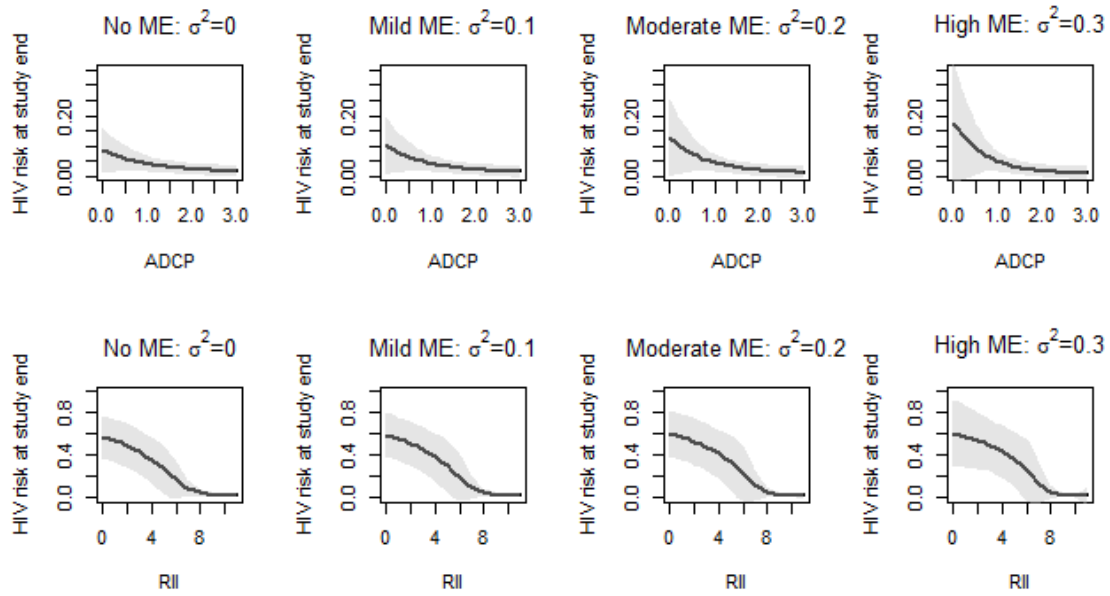 No ME: σ²=0
HIV risk at study end
0.00 0.20
0.0 1.0 2.0 3.0
ADCP
Mild ME: σ²=0.1
HIV risk at study end
0.00 0.20
0.0 1.0 2.0 3.0
ADCP
Moderate ME: σ²=0.2
HIV risk at study end
0.00 0.20
0.0 1.0 2.0 3.0
ADCP
High ME: σ²=0.3
HIV risk at study end
0.00 0.20
0.0 1.0 2.0 3.0
ADCP
No ME: σ²=0
HIV risk at study end
0.0 0.4 0.8
0 4 8
RII
Mild ME: σ²=0.1
HIV risk at study end
0.0 0.4 0.8
0 4 8
RII
Moderate ME: σ²=0.2
HIV risk at study end
0.0 0.4 0.8
0 4 8
RII
High ME: σ²=0.3
HIV risk at study end
0.0 0.4 0.8
0 4 8
RII